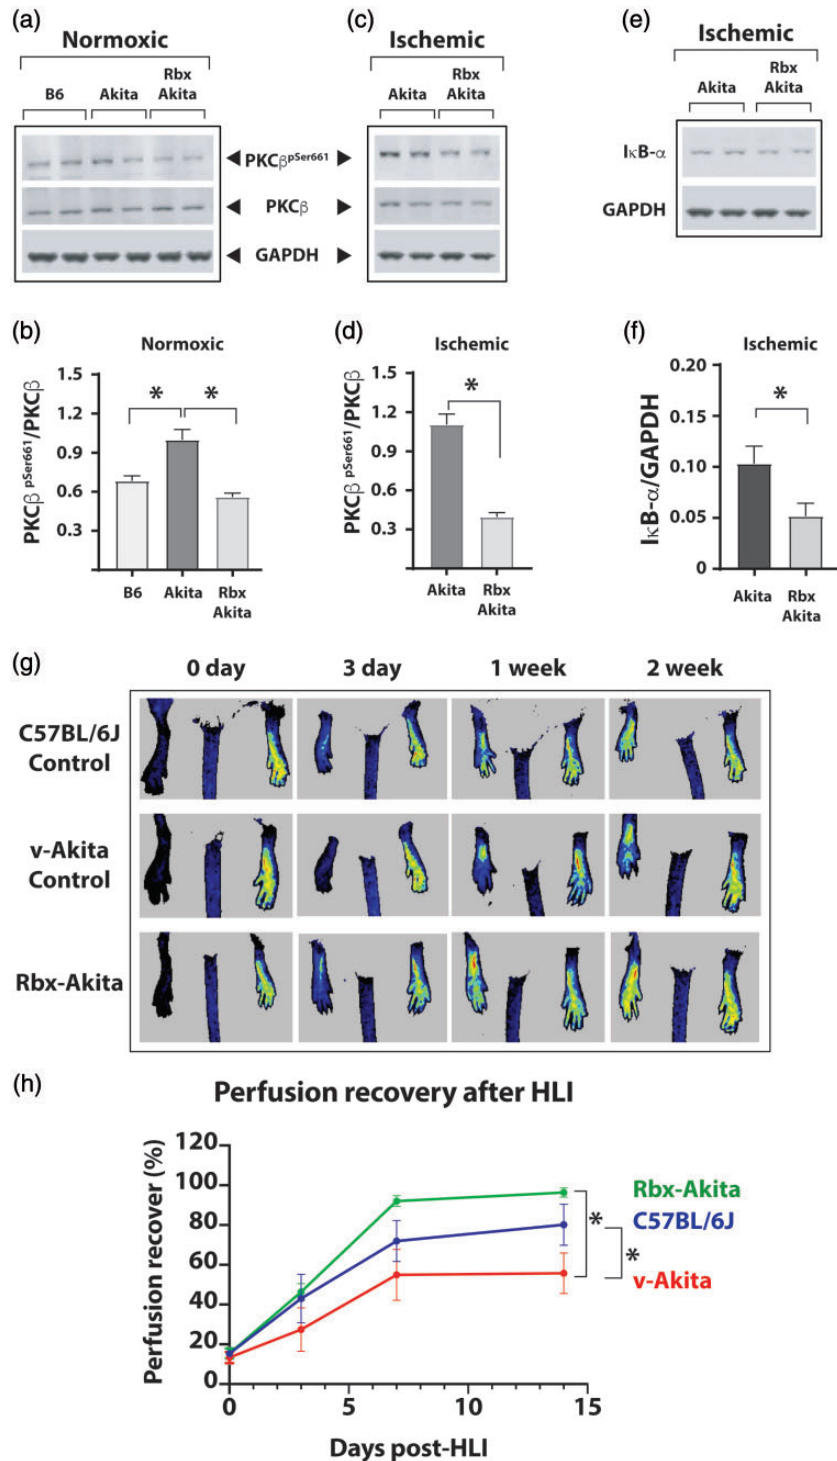 (a)
Normoxic
B6 Akita Rbx Akita
(c)
Ischemic
Akita Rbx Akita
(e)
Ischemic
Akita Rbx Akita
PKCβpSer661
PKCβ
GAPDH
IκB-α
GAPDH
(b)
Normoxic
PKCβ pSer661/PKCβ
1.5
1.2
0.9
0.6
0.3
* *
B6 Akita Rbx Akita
(d)
Ischemic
PKCβ pSer661/PKCβ
1.5
1.2
0.9
0.6
0.3
*
Akita Rbx Akita
(f)
Ischemic
IκB-α/GAPDH
0.20
0.15
0.10
0.05
0
*
Akita Rbx Akita
(g)
0 day 3 day 1 week 2 week
C57BL/6J
Control
v-Akita
Control
Rbx-Akita
(h)
Perfusion recovery after HLI
Perfusion recover (%)
120
100
80
60
40
20
0
0 5 10 15
Days post-HLI
Rbx-Akita
C57BL/6J
v-Akita
*
*